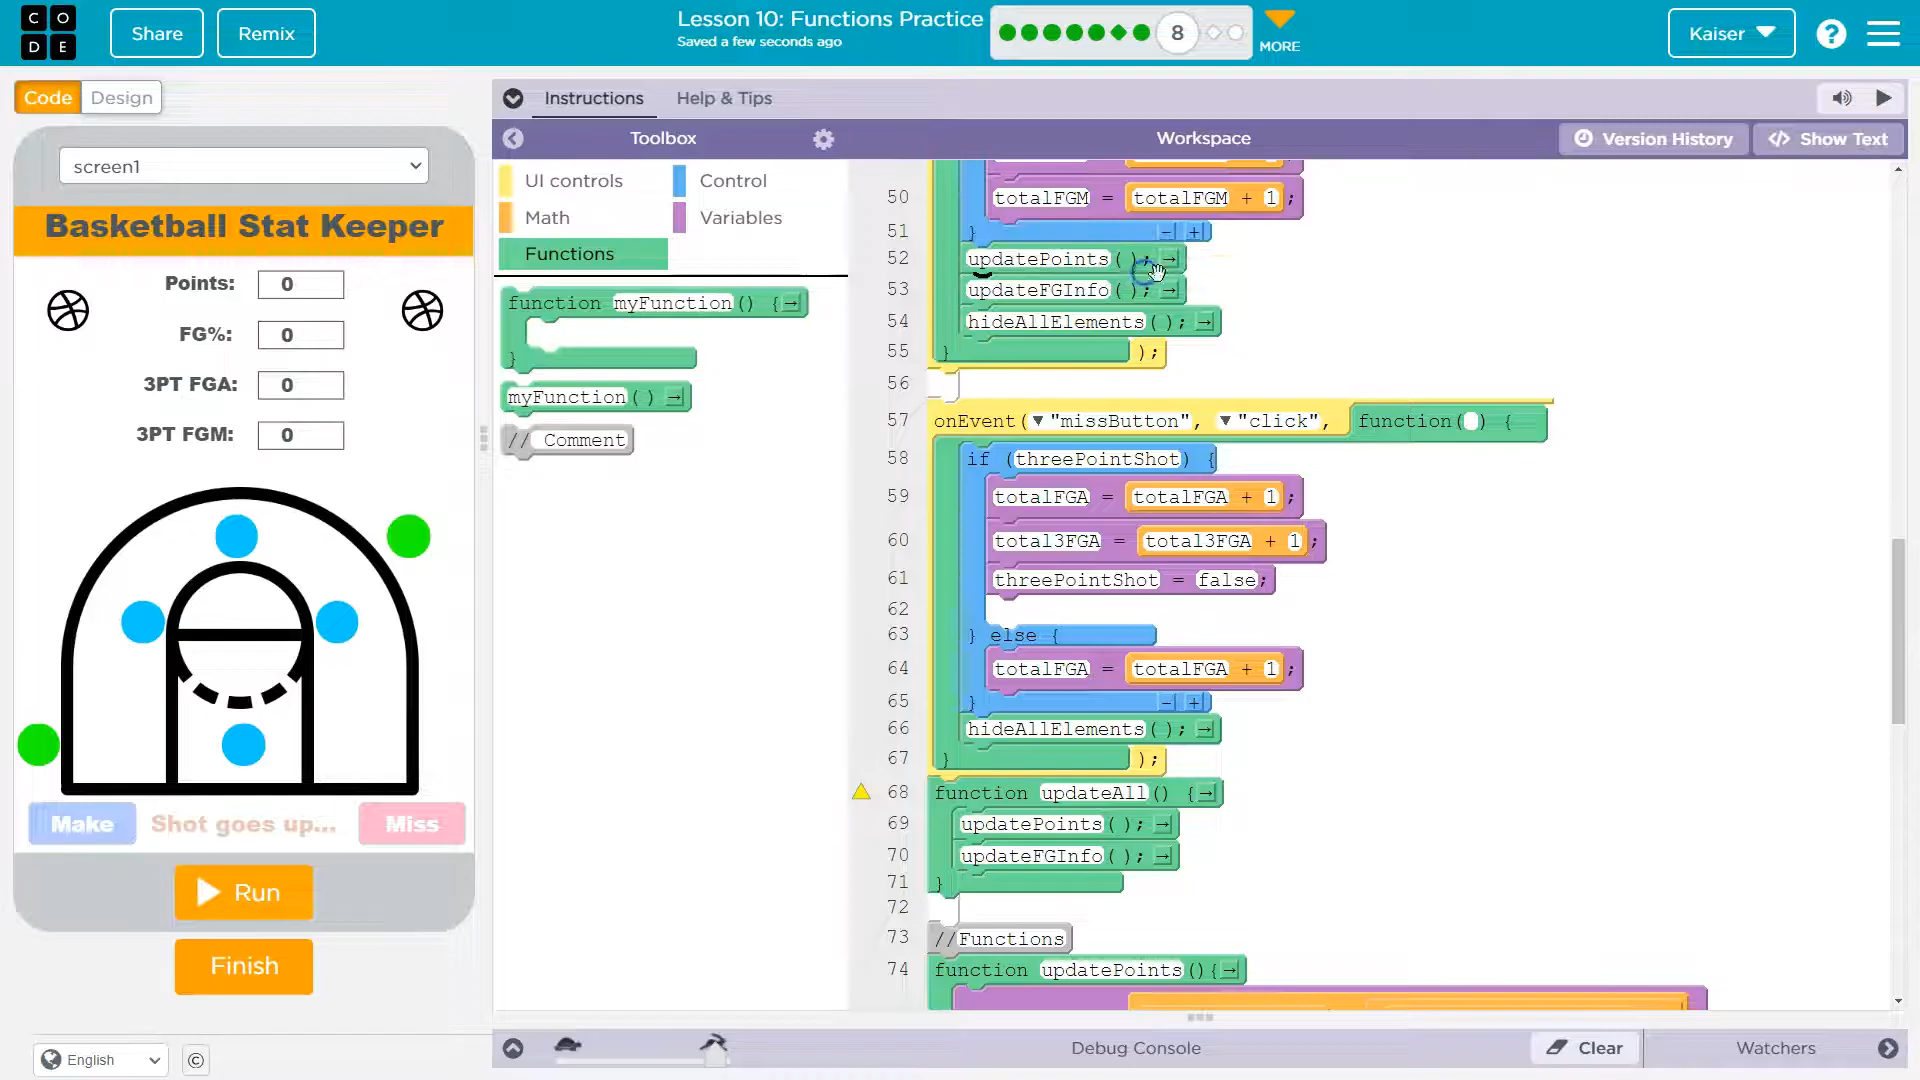 CO
DE
Share
Remix
Lesson 10: Functions Practice
Saved a few seconds ago
8
MORE
Kaiser
?
Code
Design
Instructions
Help & Tips
Toolbox
Workspace
Version History
</> Show Text
screen1
Basketball Stat Keeper
Points: 0
FG%: 0
3PT FGA: 0
3PT FGM: 0
Make
Shot goes up...
Miss
Run
Finish
English
©
UI controls
Control
Math
Variables
Functions
function myFunction() {→
}
myFunction() →
// Comment
50 totalFGM = totalFGM + 1;
51 } - +
52 updatePoints(); →
53 updateFGInfo(); →
54 hideAllElements(); →
55 } );
56
57 onEvent(▼"missButton", ▼"click", function() {
58 if (threePointShot) {
59 totalFGA = totalFGA + 1;
60 total3FGA = total3FGA + 1;
61 threePointShot = false;
62
63 } else {
64 totalFGA = totalFGA + 1;
65 } - +
66 hideAllElements(); →
67 } );
68 function updateAll() {→
69 updatePoints(); →
70 updateFGInfo(); →
71 }
72
73 //Functions
74 function updatePoints(){→
Debug Console
Clear
Watchers